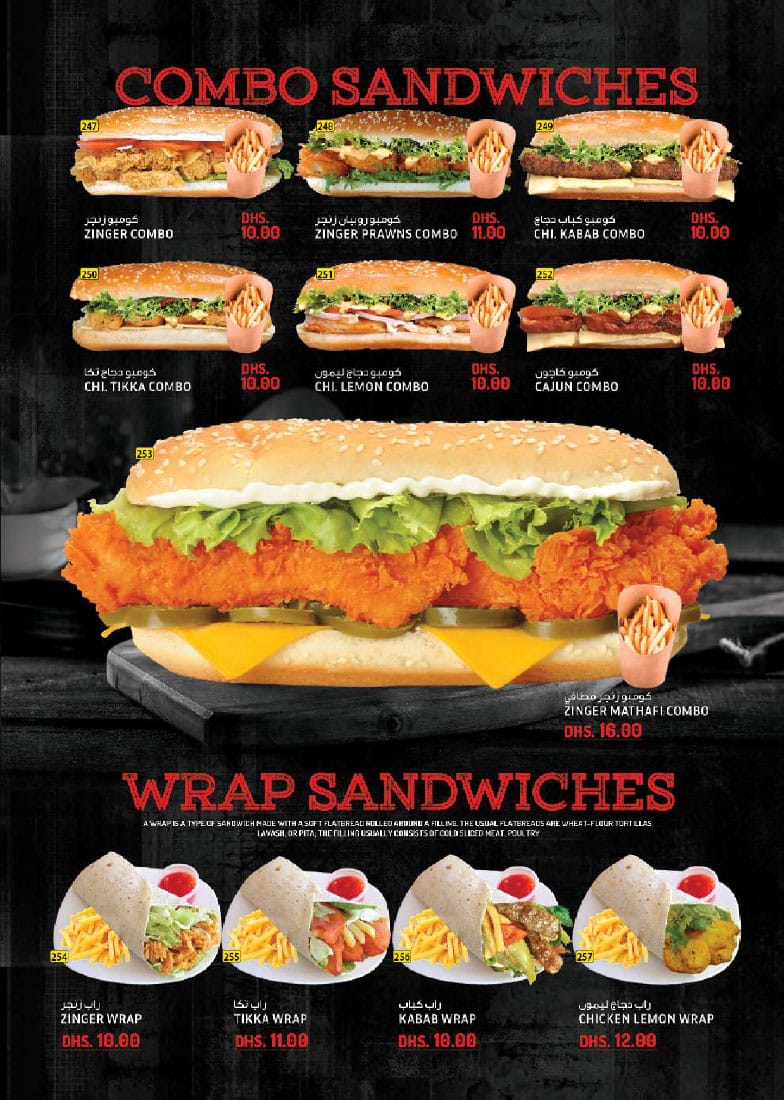 COMBO SANDWICHES
247
248
249
كومبو زنجر
ZINGER COMBO
DHS.
10.00
كومبو روبيان زنجر
ZINGER PRAWNS COMBO
DHS.
11.00
كومبو كباب دجاج
CHI. KABAB COMBO
DHS.
10.00
250
251
252
كومبو دجاج تكا
CHI. TIKKA COMBO
DHS.
10.00
كومبو دجاج ليمون
CHI. LEMON COMBO
DHS.
10.00
كومبو كاجون
CAJUN COMBO
DHS.
10.00
253
كومبو زنجر مطافي
ZINGER MATHAFI COMBO
DHS. 16.00
WRAP SANDWICHES
A WRAP IS A TYPE OF SANDWICH MADE WITH A SOFT FLATBREAD ROLLED AROUND A FILLING. THE USUAL FLATBREADS ARE WHEAT-FLOUR TORTILLAS,
LAVASH, OR PITA; THE FILLING USUALLY CONSISTS OF COLD SLICED MEAT, POULTRY
254
255
256
257
راب زنجر
ZINGER WRAP
DHS. 10.00
راب تكا
TIKKA WRAP
DHS. 11.00
راب كباب
KABAB WRAP
DHS. 10.00
راب دجاج ليمون
CHICKEN LEMON WRAP
DHS. 12.00